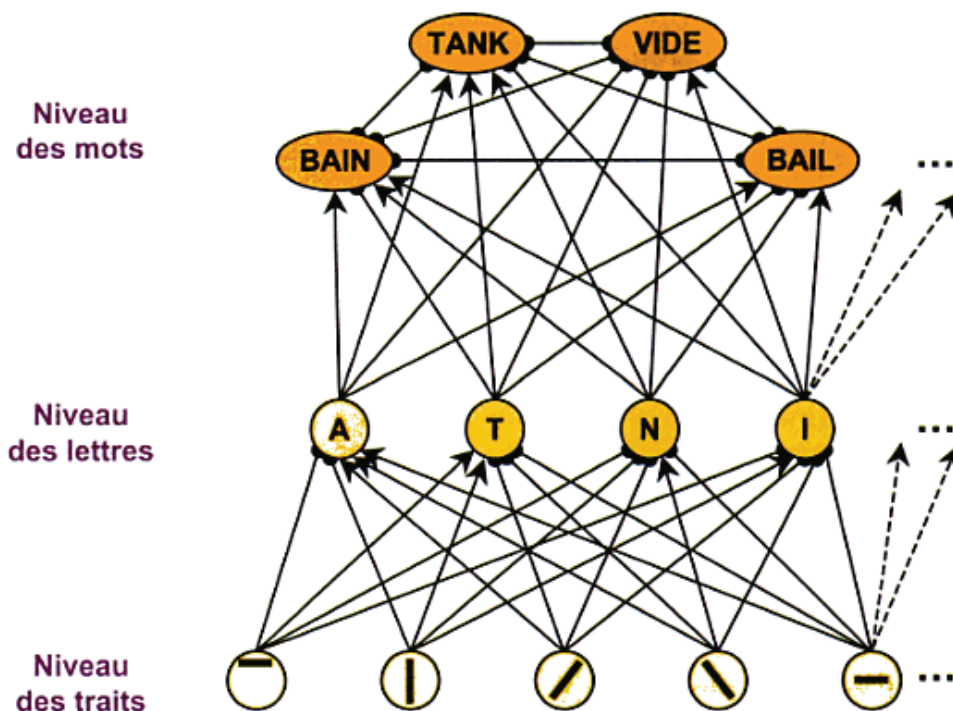 TANK VIDE
Niveau
des mots
BAIN BAIL
...
Niveau
des lettres
A T N I
...
Niveau
des traits
...